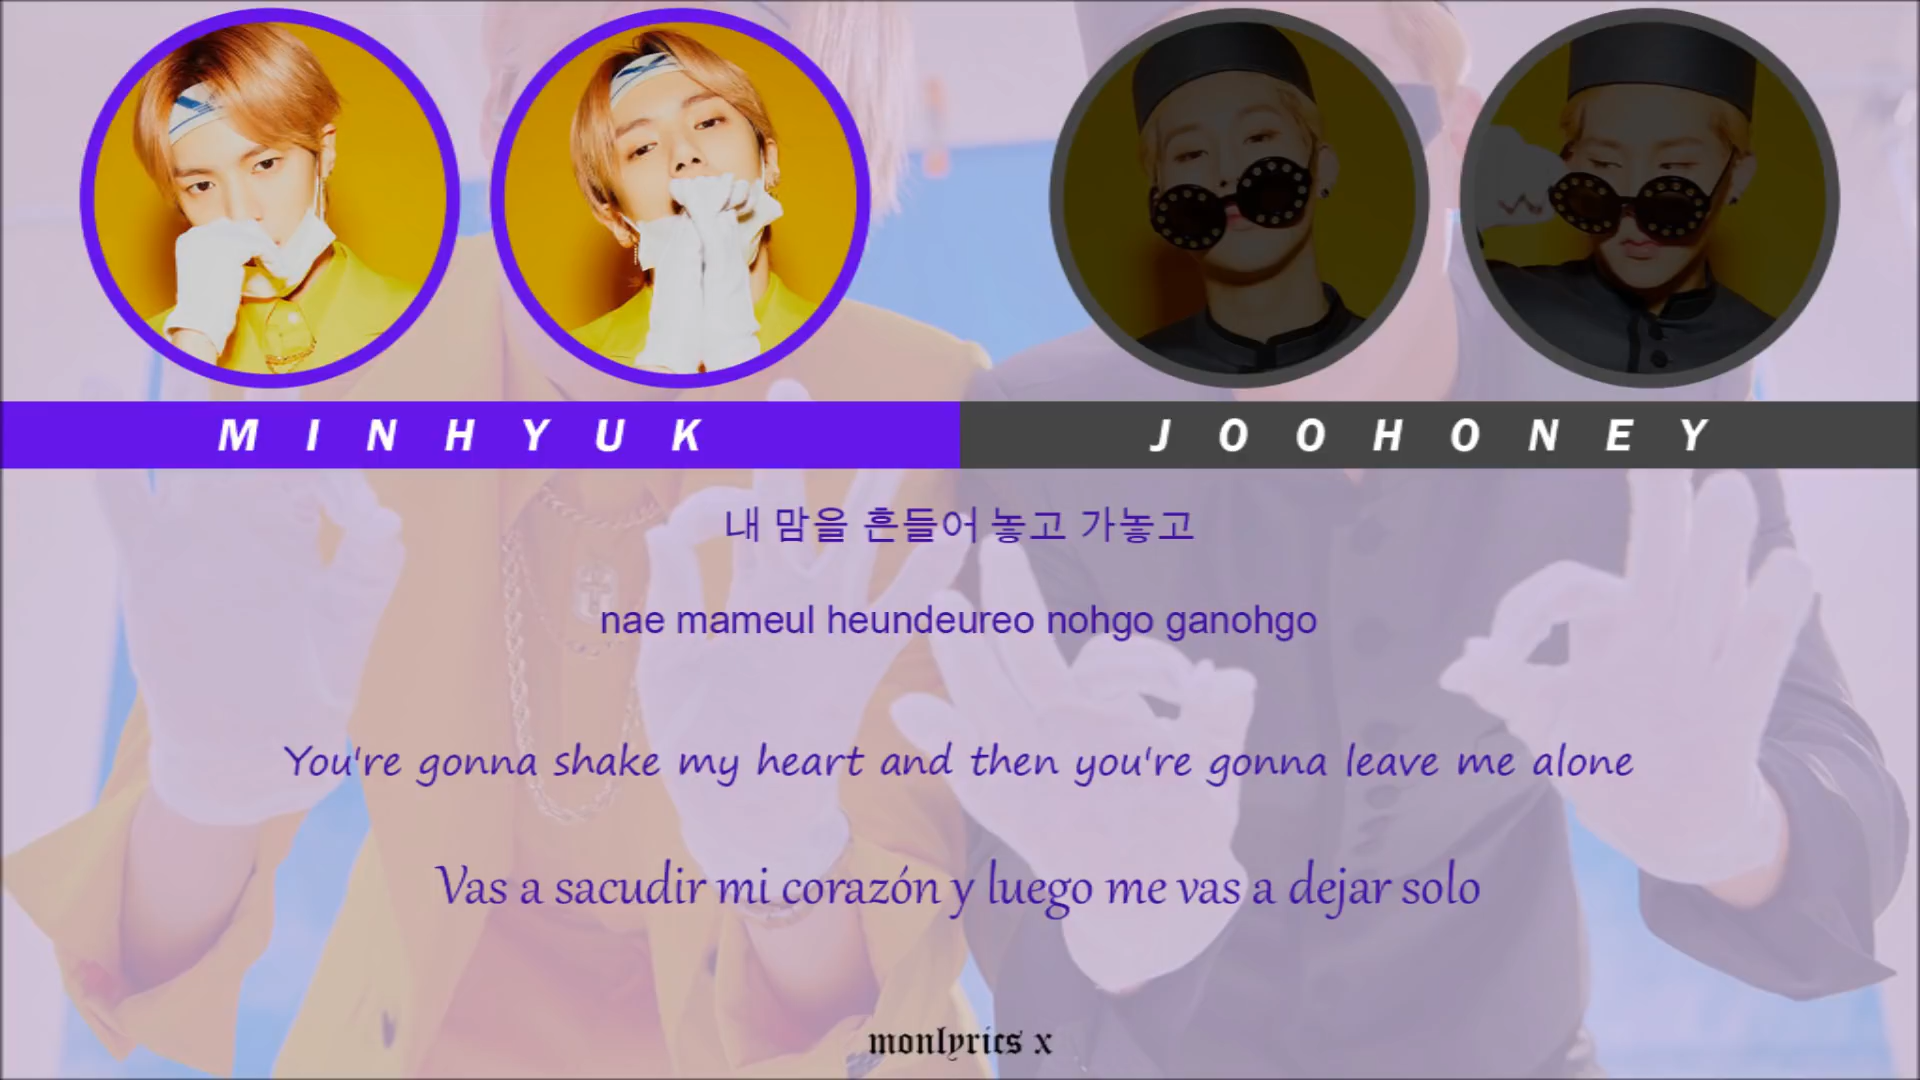 MINHYUK JOOHONEY
내 맘을 흔들어 놓고 가놓고
nae mameul heundeureo nohgo ganohgo
You're gonna shake my heart and then you're gonna leave me alone
Vas a sacudir mi corazón y luego me vas a dejar solo
monlyrics x